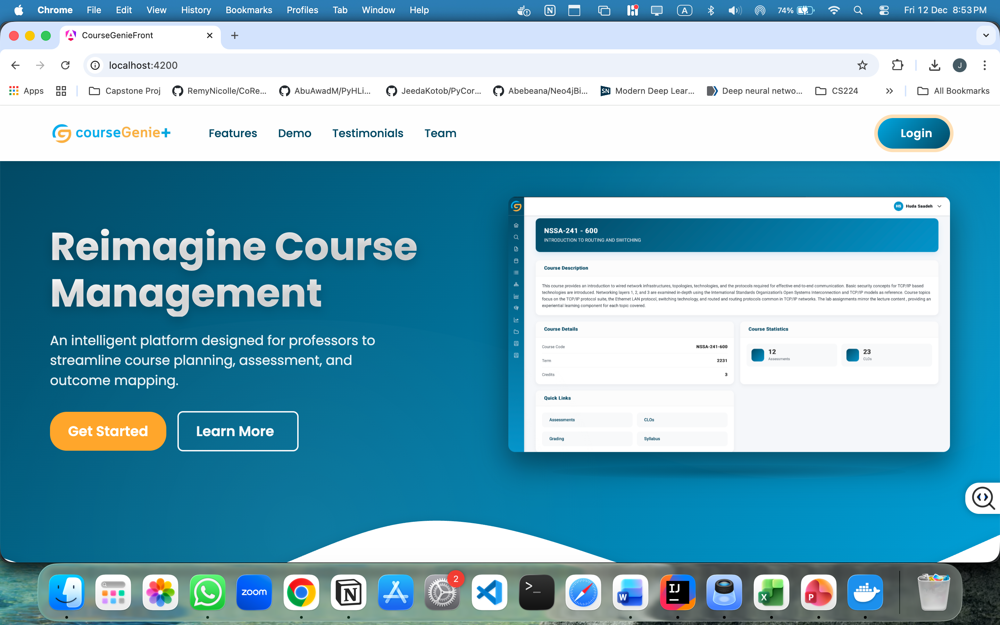 Chrome File Edit View History Bookmarks Profiles Tab Window Help N A 74% Fri 12 Dec 8:53 PM
CourseGenieFront
localhost:4200
J
Apps Capstone Proj RemyNicolle/CoRe... AbuAwadM/PyHLi... JeedaKotob/PyCor... Abebeana/Neo4jBi... SN Modern Deep Lear... Deep neural netwo... CS224 » All Bookmarks
courseGenie+ Features Demo Testimonials Team Login
Reimagine Course
Management
An intelligent platform designed for professors to
streamline course planning, assessment, and
outcome mapping.
Get Started Learn More
HS Huda Saadeh
NSSA-241 - 600
INTRODUCTION TO ROUTING AND SWITCHING
Course Description
This course provides an introduction to wired network infrastructures, topologies, technologies, and the protocols required for effective end-to-end communication. Basic security concepts for TCP/IP based
technologies are introduced. Networking layers 1, 2, and 3 are examined in-depth using the International Standards Organization's Open Systems Interconnection and TCP/IP models as reference. Course topics
focus on the TCP/IP protocol suite, the Ethernet LAN protocol, switching technology, and routed and routing protocols common in TCP/IP networks. The lab assignments mirror the lecture content, providing an
experiential learning component for each topic covered.
Course Details
Course Code NSSA-241-600
Term 2231
Credits 3
Course Statistics
12 Assessments
23 CLOs
Quick Links
Assessments CLOs
Grading Syllabus
zoom N 2 >_ W IJ X P